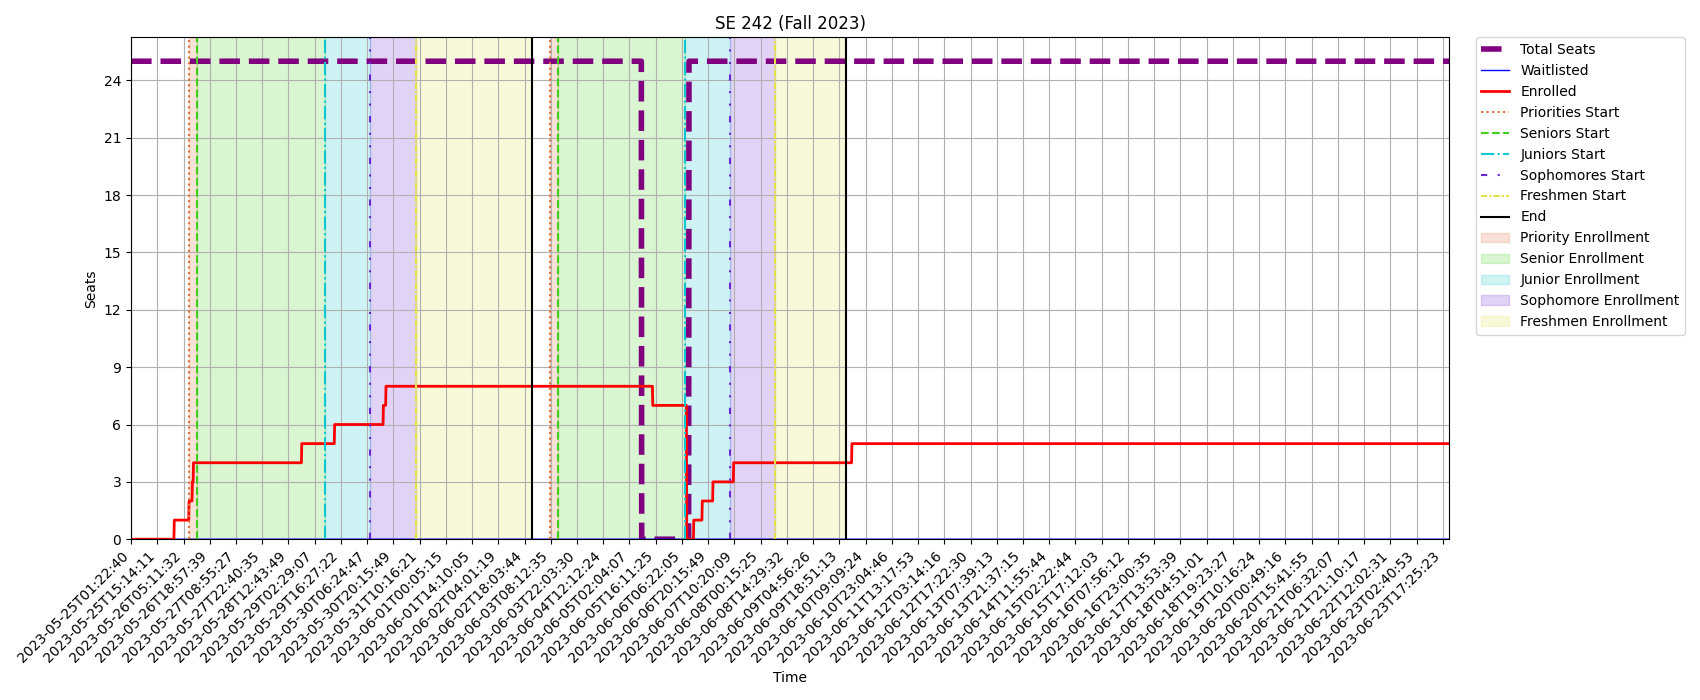 SE 242 (Fall 2023)
Seats
24
21
18
15
12
9
6
3
0
2023-05-25T01:22:40
2023-05-25T15:14:11
2023-05-26T05:11:32
2023-05-26T18:57:39
2023-05-27T08:55:27
2023-05-27T22:40:35
2023-05-28T12:43:49
2023-05-29T02:29:07
2023-05-29T16:27:22
2023-05-30T06:24:47
2023-05-30T20:15:49
2023-05-31T10:16:21
2023-06-01T00:05:15
2023-06-01T14:10:05
2023-06-02T04:01:19
2023-06-02T18:03:44
2023-06-03T08:12:35
2023-06-03T22:03:30
2023-06-04T12:12:24
2023-06-05T02:04:07
2023-06-05T16:11:25
2023-06-06T06:22:05
2023-06-06T20:15:49
2023-06-07T10:20:09
2023-06-08T00:15:25
2023-06-08T14:29:32
2023-06-09T04:56:26
2023-06-09T18:51:13
2023-06-10T09:09:24
2023-06-10T23:04:46
2023-06-11T13:17:53
2023-06-12T03:14:16
2023-06-12T17:22:30
2023-06-13T07:39:13
2023-06-13T21:37:15
2023-06-14T11:55:44
2023-06-15T02:22:44
2023-06-15T17:12:03
2023-06-16T07:56:12
2023-06-16T23:00:35
2023-06-17T13:53:39
2023-06-18T04:51:01
2023-06-18T19:23:27
2023-06-19T10:16:24
2023-06-20T00:49:16
2023-06-20T15:41:55
2023-06-21T06:32:07
2023-06-21T21:10:17
2023-06-22T12:02:31
2023-06-23T02:40:53
2023-06-23T17:25:23
Time
Total Seats
Waitlisted
Enrolled
Priorities Start
Seniors Start
Juniors Start
Sophomores Start
Freshmen Start
End
Priority Enrollment
Senior Enrollment
Junior Enrollment
Sophomore Enrollment
Freshmen Enrollment